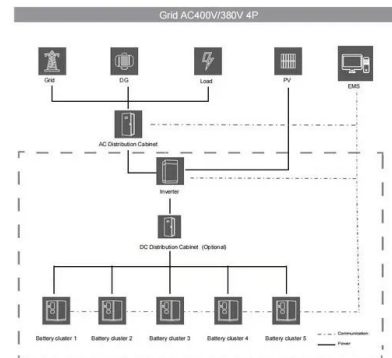 Grid AC400V/380V 4P
Grid
DG
Load
PV
EMS
AC Distribution Cabinet
Inverter
DC Distribution Cabinet (Optional)
Battery cluster 1
Battery cluster 2
Battery cluster 3
Battery cluster 4
Battery cluster 5
Communication
Power